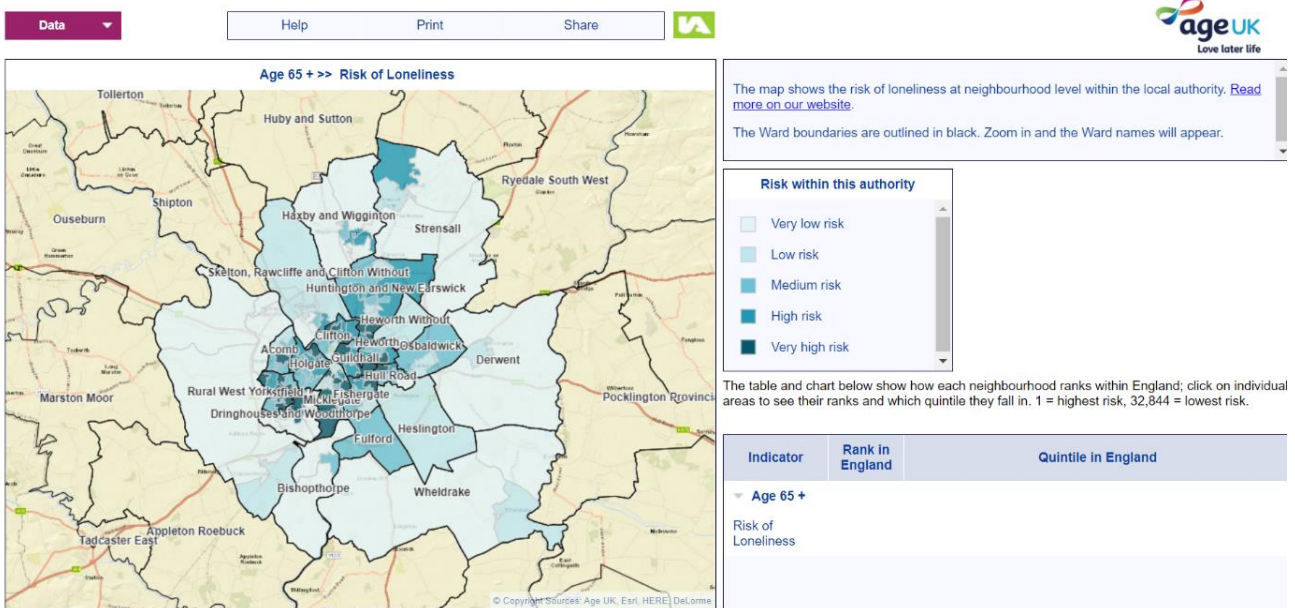 Data
Help
Print
Share
age UK
Love later life
Age 65 + >> Risk of Loneliness
Tollerton
Huby and Sutton
Ryedale South West
Shipton
Ouseburn
Haxby and Wigginton
Strensall
Skelton, Rawcliffe and Clifton Without
Huntington and New Earswick
Heworth Without
Clifton
Heworth
Osbaldwick
Acomb
Guildhall
Holgate
Derwent
Hull Road
Rural West York
Fishergate
Marston Moor
Micklegate
Pocklington Provinci
Dringhouses and Woodthorpe
Heslington
Fulford
Bishopthorpe
Wheldrake
Appleton Roebuck
Tadcaster East
© Copyright Sources: Age UK, Esri, HERE, DeLorme
The map shows the risk of loneliness at neighbourhood level within the local authority. Read
more on our website.
The Ward boundaries are outlined in black. Zoom in and the Ward names will appear.
Risk within this authority
Very low risk
Low risk
Medium risk
High risk
Very high risk
The table and chart below show how each neighbourhood ranks within England; click on individual
areas to see their ranks and which quintile they fall in. 1 = highest risk, 32,844 = lowest risk.
Indicator
Rank in
England
Quintile in England
Age 65 +
Risk of
Loneliness